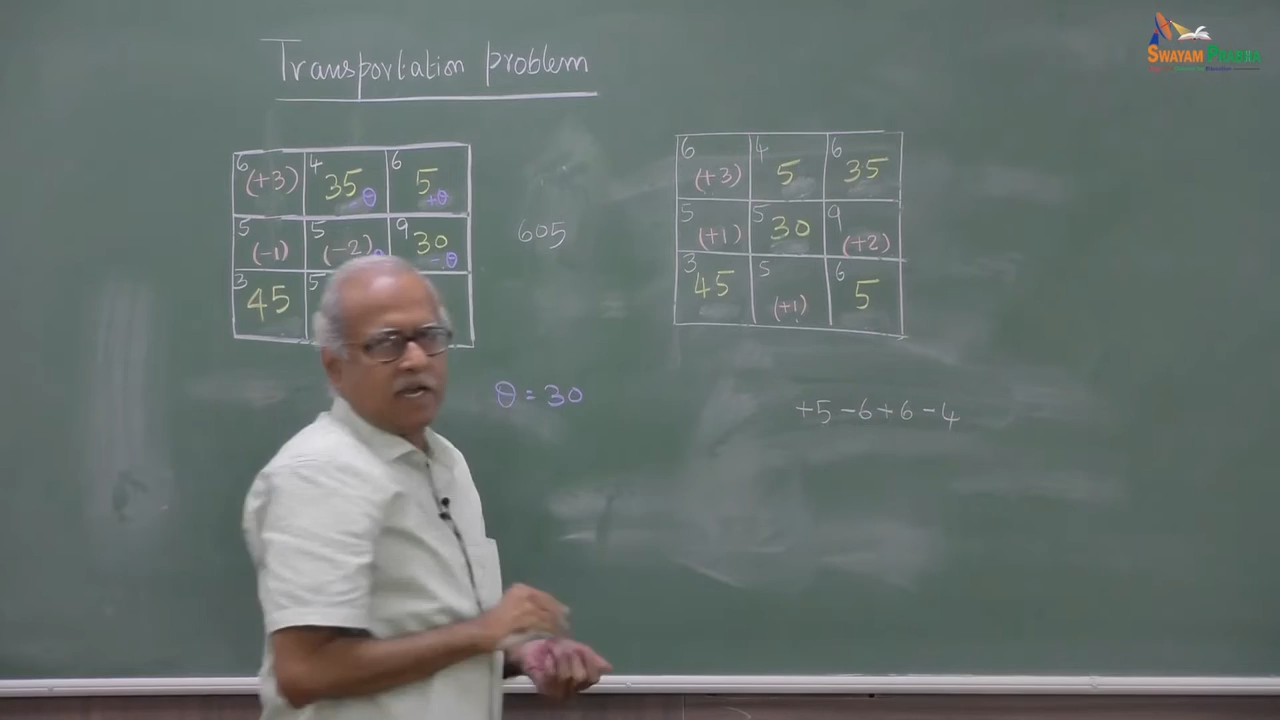 SWAYAM PRABHA
Transportation problem
6 (+3) 4 35 -θ 6 5 +θ
5 (-1) 5 (-2) 9 30 -θ
3 45 5
605
θ = 30
6 (+3) 4 5 6 35
5 (+1) 5 30 9 (+2)
3 45 5 (+1) 6 5
+5 - 6 + 6 - 4